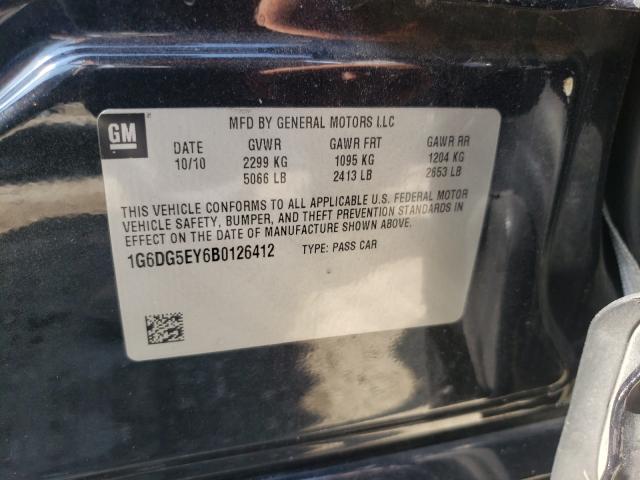 GM
MFD BY GENERAL MOTORS LLC
DATE GVWR GAWR FRT GAWR RR
10/10 2299 KG 1095 KG 1204 KG
5066 LB 2413 LB 2653 LB
THIS VEHICLE CONFORMS TO ALL APPLICABLE U.S. FEDERAL MOTOR
VEHICLE SAFETY, BUMPER, AND THEFT PREVENTION STANDARDS IN
EFFECT ON THE DATE OF MANUFACTURE SHOWN ABOVE.
1G6DG5EY6B0126412 TYPE: PASS CAR